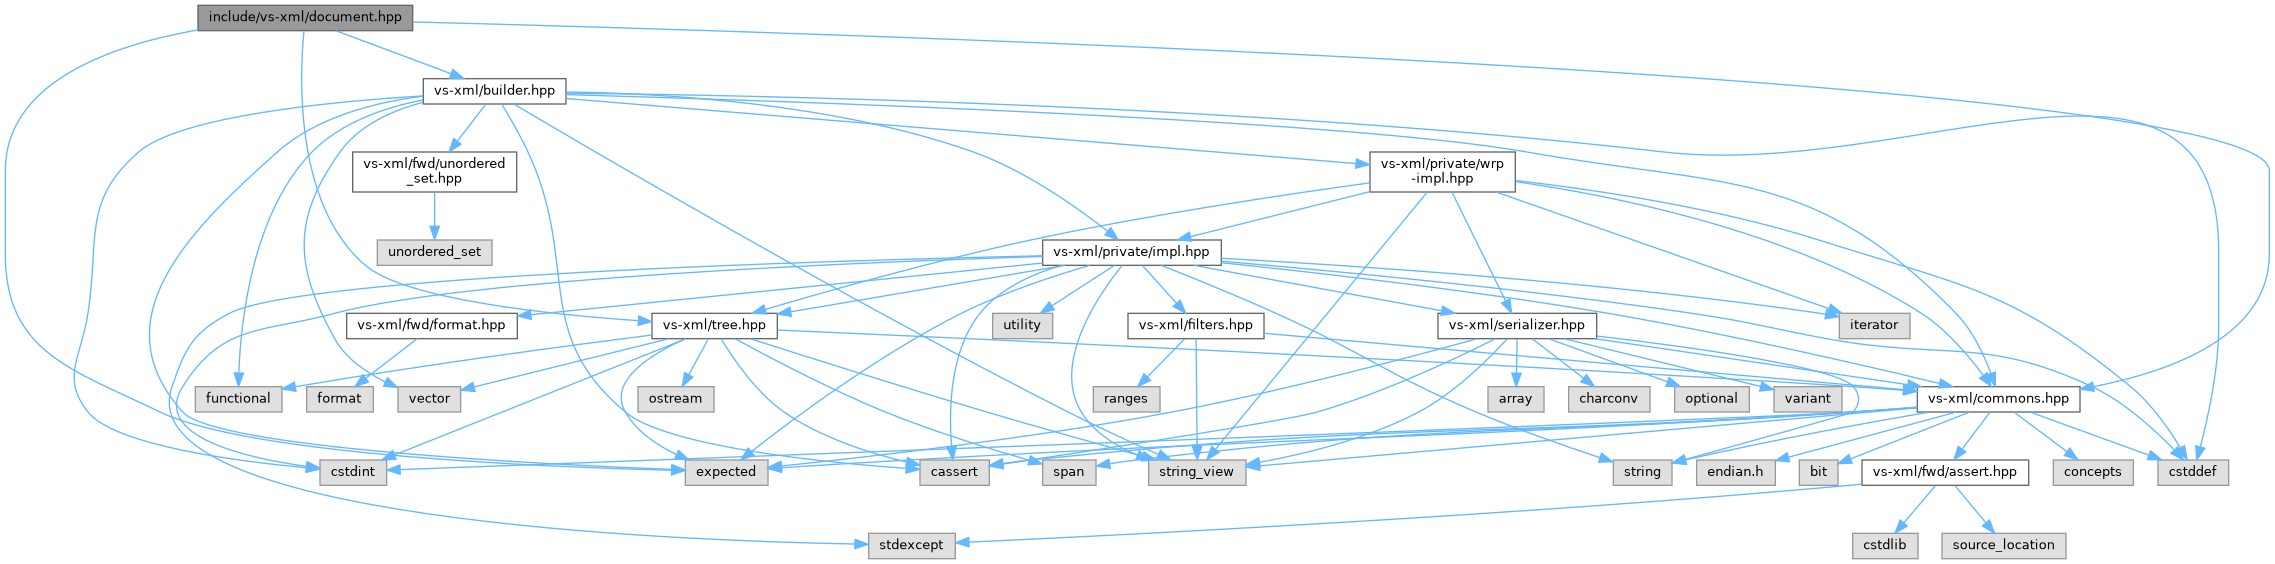 include/vs-xml/document.hpp
vs-xml/builder.hpp
vs-xml/fwd/unordered
_set.hpp
vs-xml/private/wrp
-impl.hpp
unordered_set
vs-xml/private/impl.hpp
vs-xml/fwd/format.hpp
vs-xml/tree.hpp
utility
vs-xml/filters.hpp
vs-xml/serializer.hpp
iterator
functional
format
vector
ostream
ranges
array
charconv
optional
variant
vs-xml/commons.hpp
cstdint
expected
cassert
span
string_view
string
endian.h
bit
vs-xml/fwd/assert.hpp
concepts
cstddef
stdexcept
cstdlib
source_location